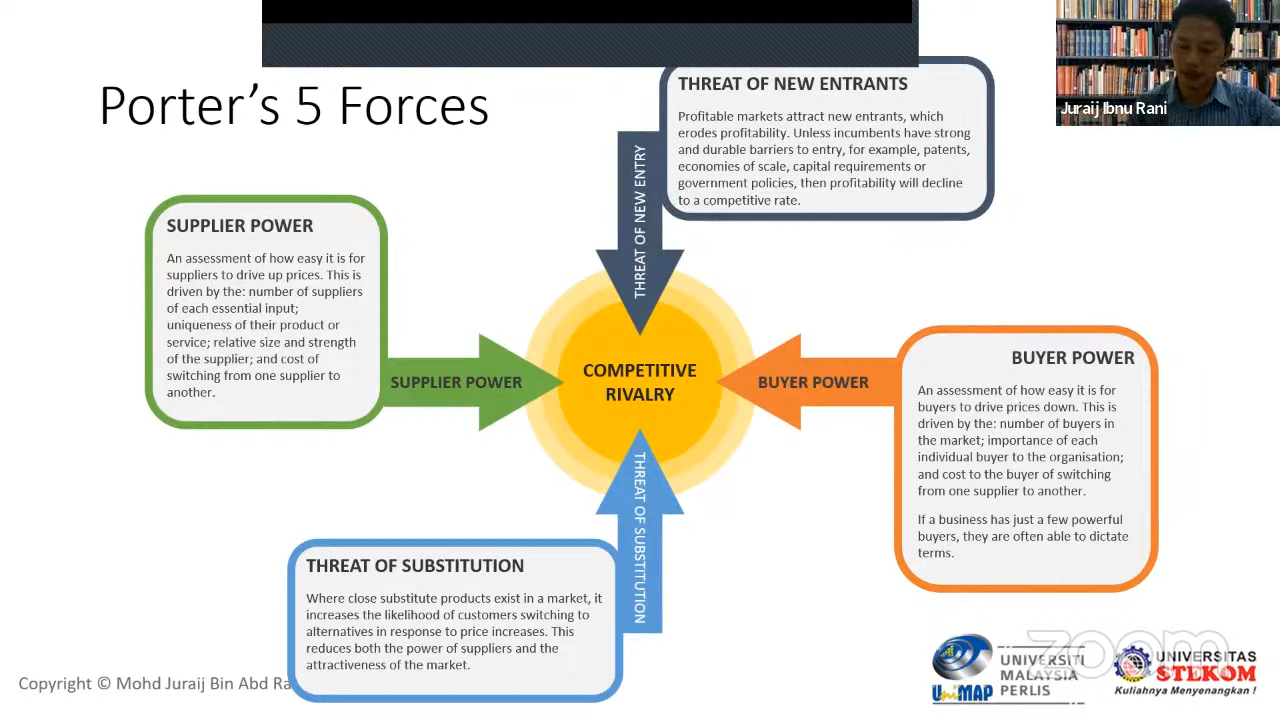 Porter's 5 Forces
THREAT OF NEW ENTRANTS
Profitable markets attract new entrants, which
erodes profitability. Unless incumbents have strong
and durable barriers to entry, for example, patents,
economies of scale, capital requirements or
government policies, then profitability will decline
to a competitive rate.
Juraij Ibnu Rani
THREAT OF NEW ENTRY
SUPPLIER POWER
An assessment of how easy it is for
suppliers to drive up prices. This is
driven by the: number of suppliers
of each essential input;
uniqueness of their product or
service; relative size and strength
of the supplier; and cost of
switching from one supplier to
another.
SUPPLIER POWER
COMPETITIVE
RIVALRY
BUYER POWER
BUYER POWER
An assessment of how easy it is for
buyers to drive prices down. This is
driven by the: number of buyers in
the market; importance of each
individual buyer to the organisation;
and cost to the buyer of switching
from one supplier to another.
If a business has just a few powerful
buyers, they are often able to dictate
terms.
THREAT OF SUBSTITUTION
THREAT OF SUBSTITUTION
Where close substitute products exist in a market, it
increases the likelihood of customers switching to
alternatives in response to price increases. This
reduces both the power of suppliers and the
attractiveness of the market.
Copyright © Mohd Juraij Bin Abd Ra
zoom
UniMAP
UNIVERSITI
MALAYSIA
PERLIS
UNIVERSITAS
STEKOM
Kuliahnya Menyenangkan !